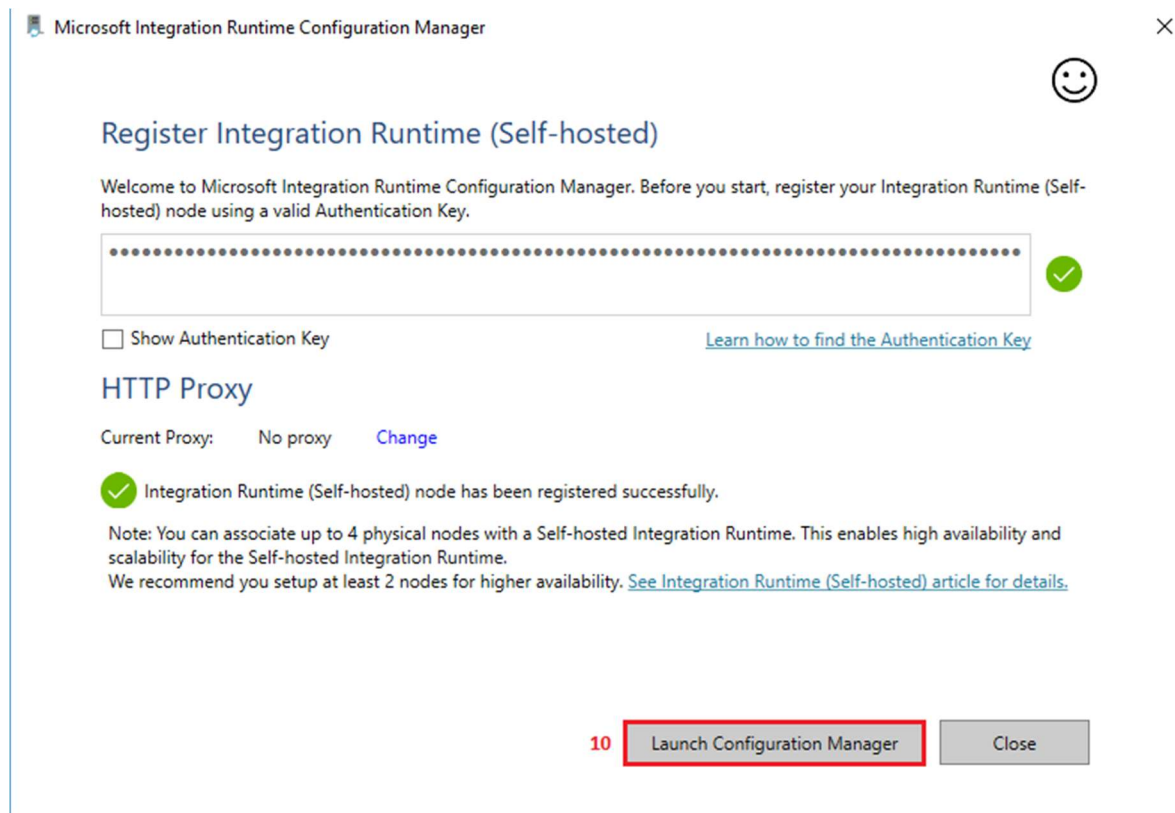 Microsoft Integration Runtime Configuration Manager
Register Integration Runtime (Self-hosted)
Welcome to Microsoft Integration Runtime Configuration Manager. Before you start, register your Integration Runtime (Self-
hosted) node using a valid Authentication Key.
Show Authentication Key
Learn how to find the Authentication Key
HTTP Proxy
Current Proxy: No proxy Change
Integration Runtime (Self-hosted) node has been registered successfully.
Note: You can associate up to 4 physical nodes with a Self-hosted Integration Runtime. This enables high availability and
scalability for the Self-hosted Integration Runtime.
We recommend you setup at least 2 nodes for higher availability. See Integration Runtime (Self-hosted) article for details.
10 Launch Configuration Manager Close